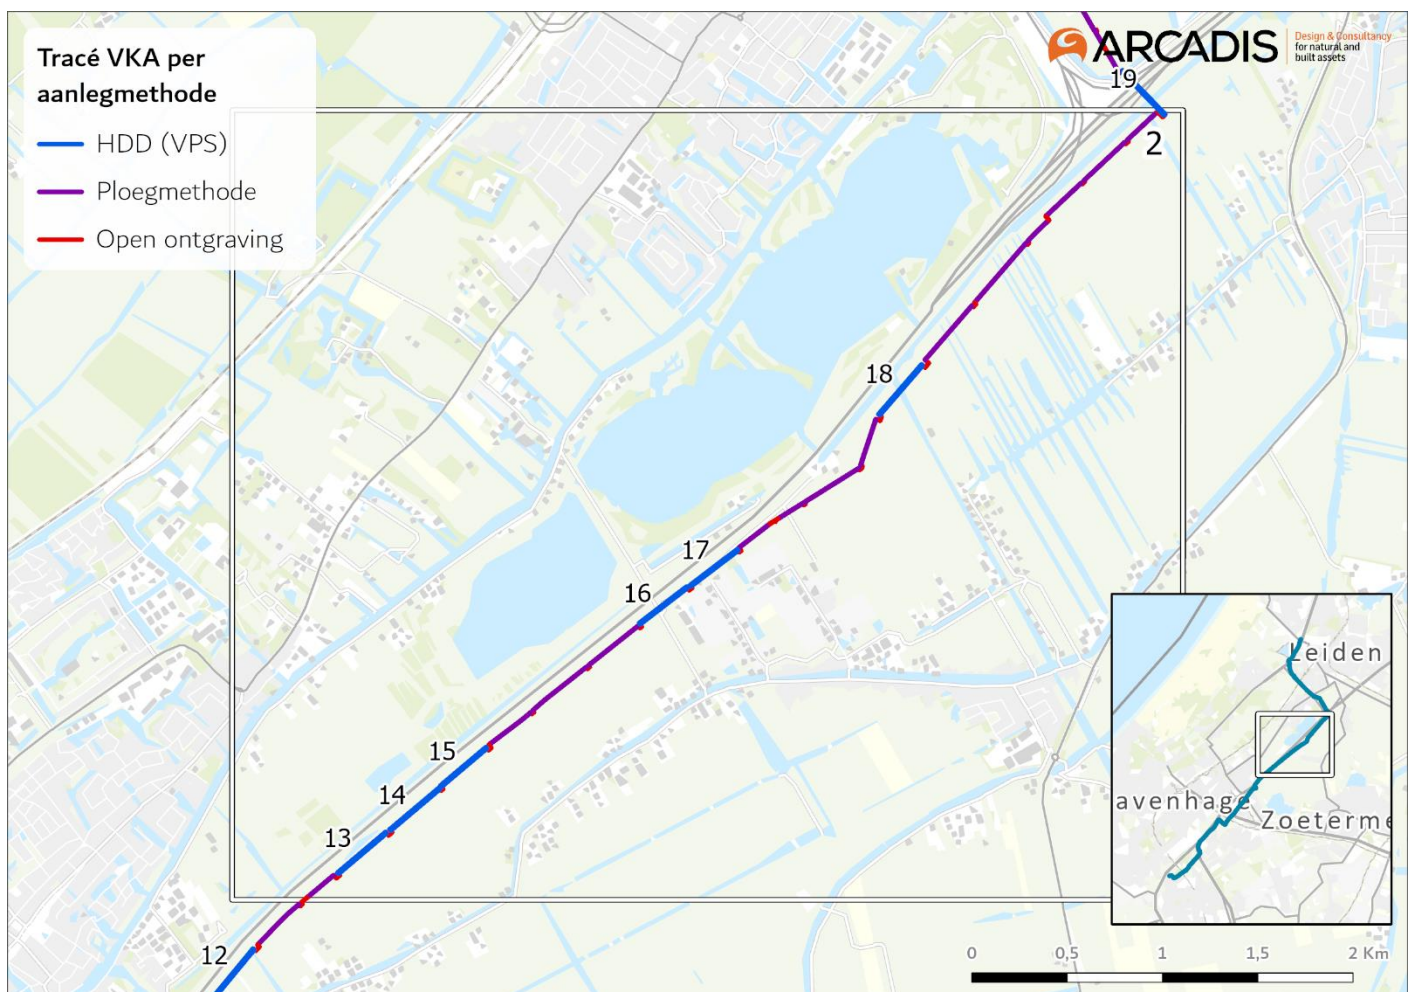 Tracé VKA per
aanlegmethode
HDD (VPS)
Ploegmethode
Open ontgraving
ARCADIS
Design & Consultancy
for natural and
built assets
19
2
18
17
16
15
14
13
12
Leiden
avenhage
Zoeterme
0 0,5 1 1,5 2 Km